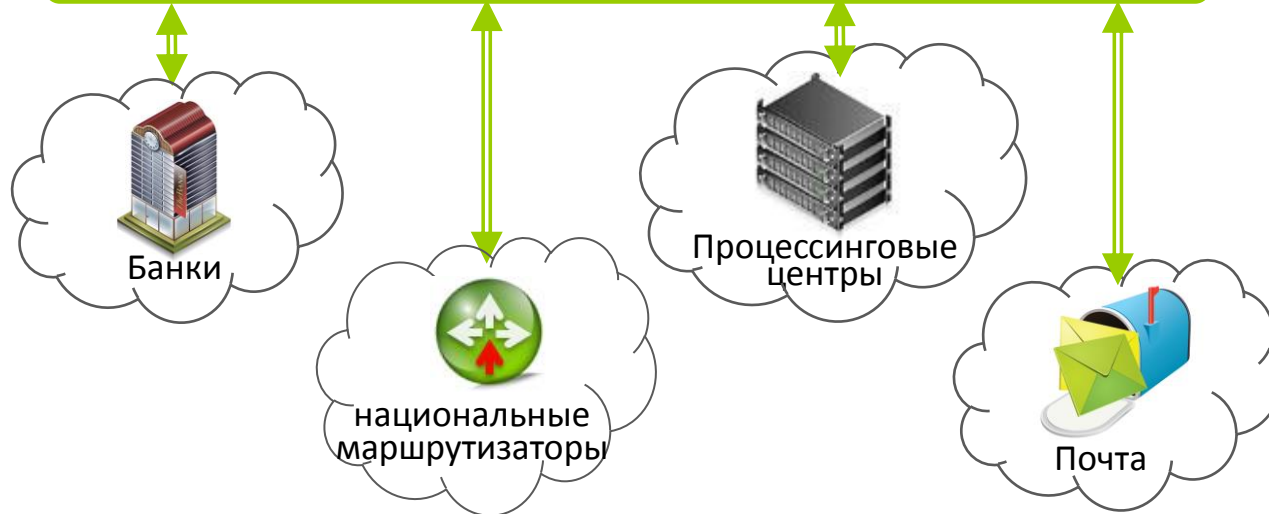 Банки
национальные
маршрутизаторы
Процессинговые
центры
Почта